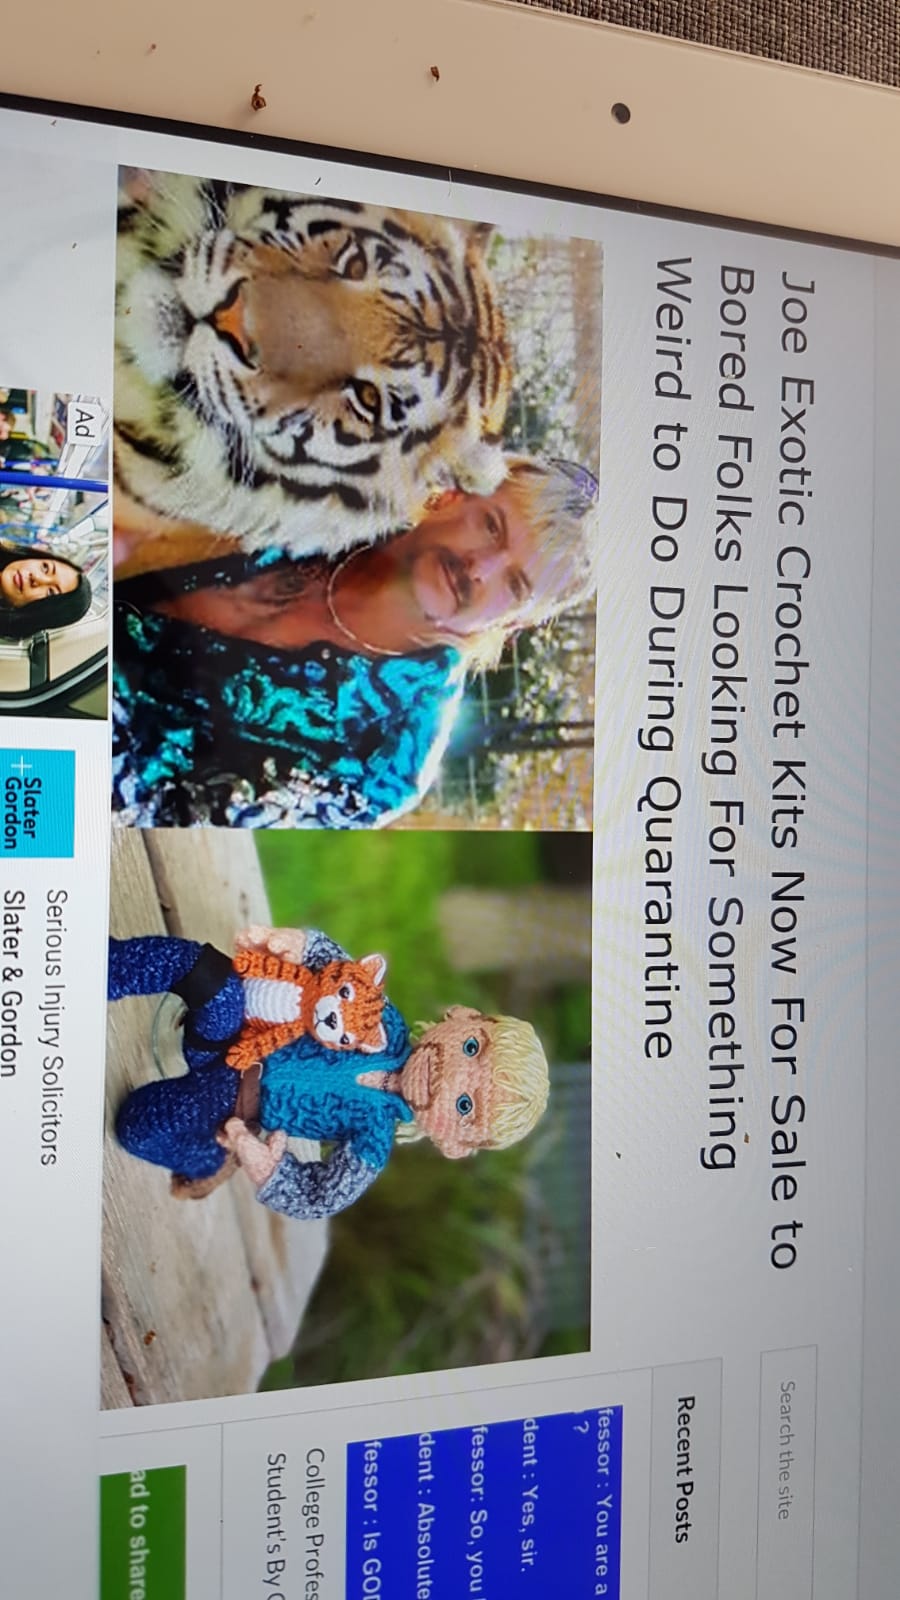 Joe Exotic Crochet Kits Now For Sale to
Bored Folks Looking For Something
Weird to Do During Quarantine
Ad
Slater
Gordon
Serious Injury Solicitors
Slater & Gordon
Search the site
Recent Posts
fessor : You are a
?
dent : Yes, sir.
fessor: So, you
dent : Absolute
fessor : Is GO
College Profes
Student's By
ad to share